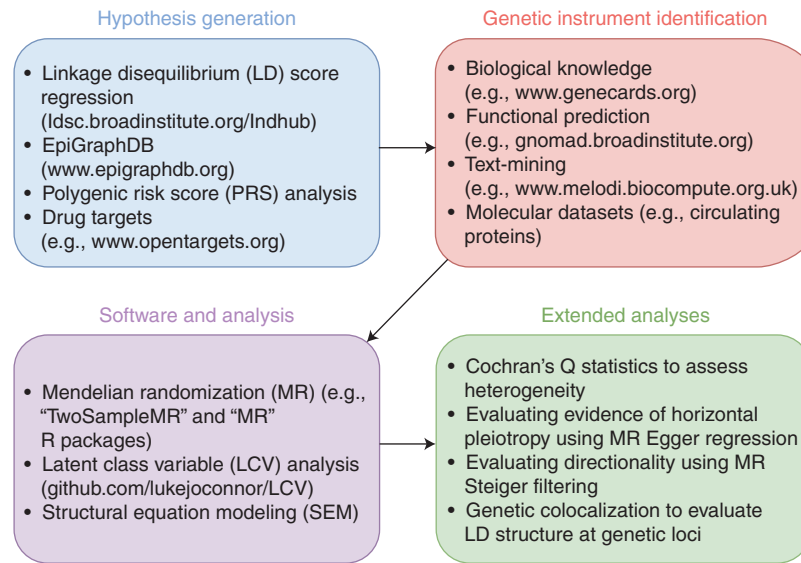 Hypothesis generation
• Linkage disequilibrium (LD) score
regression
(ldsc.broadinstitute.org/lndhub)
• EpiGraphDB
(www.epigraphdb.org)
• Polygenic risk score (PRS) analysis
• Drug targets
(e.g., www.opentargets.org)
Genetic instrument identification
• Biological knowledge
(e.g., www.genecards.org)
• Functional prediction
(e.g., gnomad.broadinstitute.org)
• Text-mining
(e.g., www.melodi.biocompute.org.uk)
• Molecular datasets (e.g., circulating
proteins)
Software and analysis
• Mendelian randomization (MR) (e.g.,
“TwoSampleMR” and “MR”
R packages)
• Latent class variable (LCV) analysis
(github.com/lukejoconnor/LCV)
• Structural equation modeling (SEM)
Extended analyses
• Cochran’s Q statistics to assess
heterogeneity
• Evaluating evidence of horizontal
pleiotropy using MR Egger regression
• Evaluating directionality using MR
Steiger filtering
• Genetic colocalization to evaluate
LD structure at genetic loci